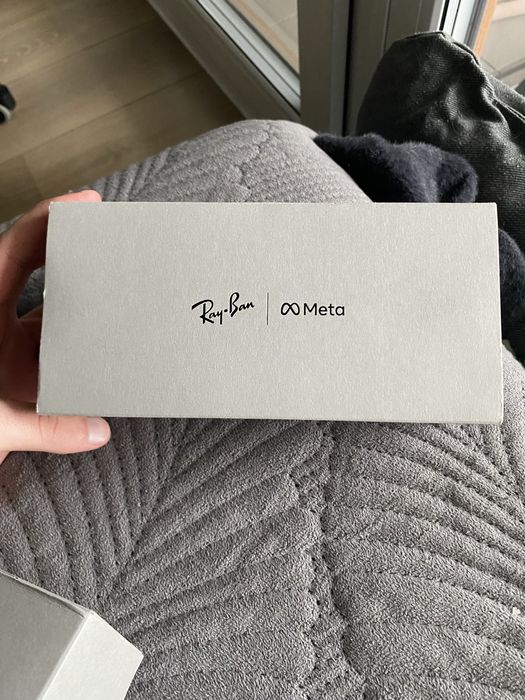 Ray-Ban | ∞ Meta